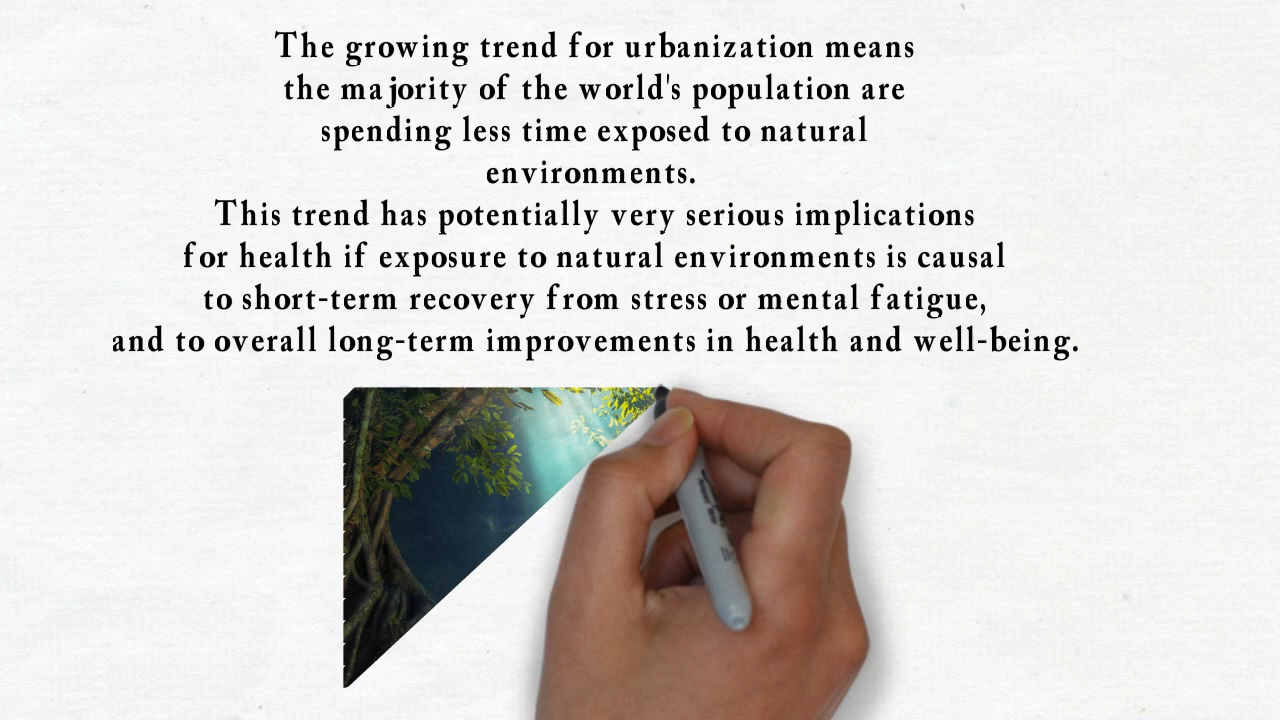 The growing trend for urbanization means
the majority of the world's population are
spending less time exposed to natural
environments.
This trend has potentially very serious implications
for health if exposure to natural environments is causal
to short-term recovery from stress or mental fatigue,
and to overall long-term improvements in health and well-being.